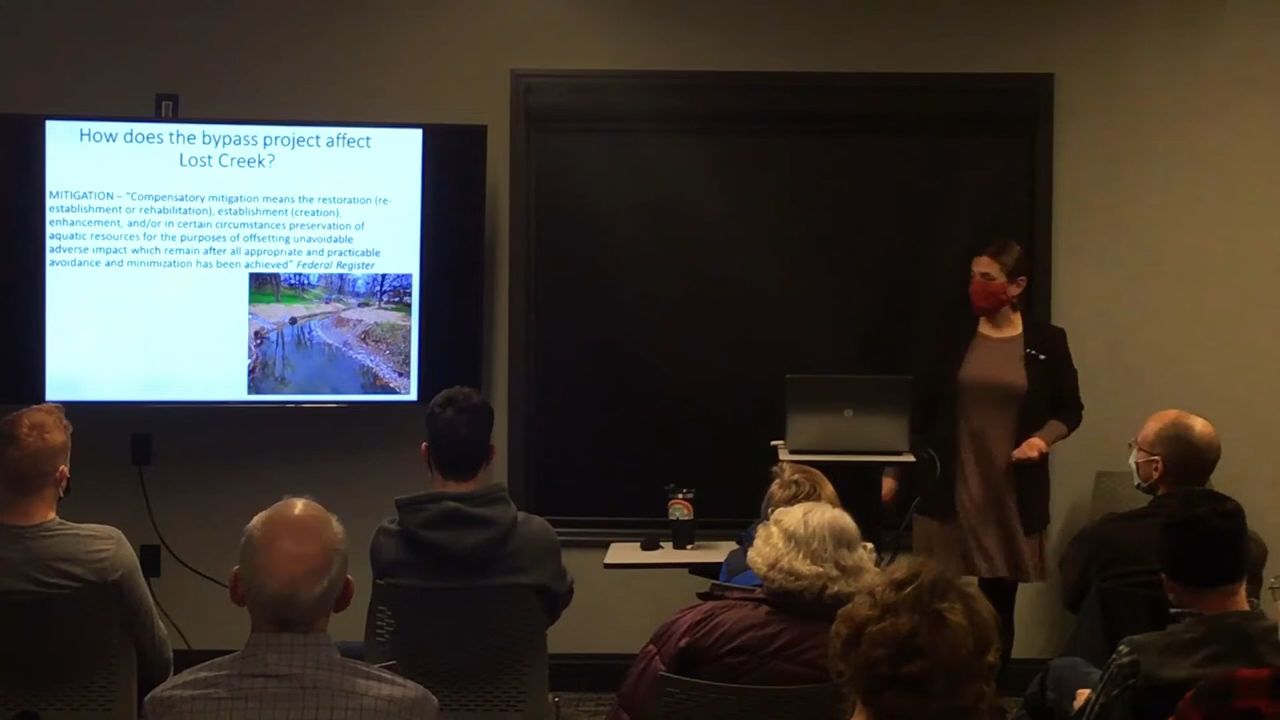 How does the bypass project affect
Lost Creek?
MITIGATION – "Compensatory mitigation means the restoration (re-
establishment or rehabilitation), establishment (creation),
enhancement, and/or in certain circumstances preservation of
aquatic resources for the purposes of offsetting unavoidable
adverse impact which remain after all appropriate and practicable
avoidance and minimization has been achieved" Federal Register